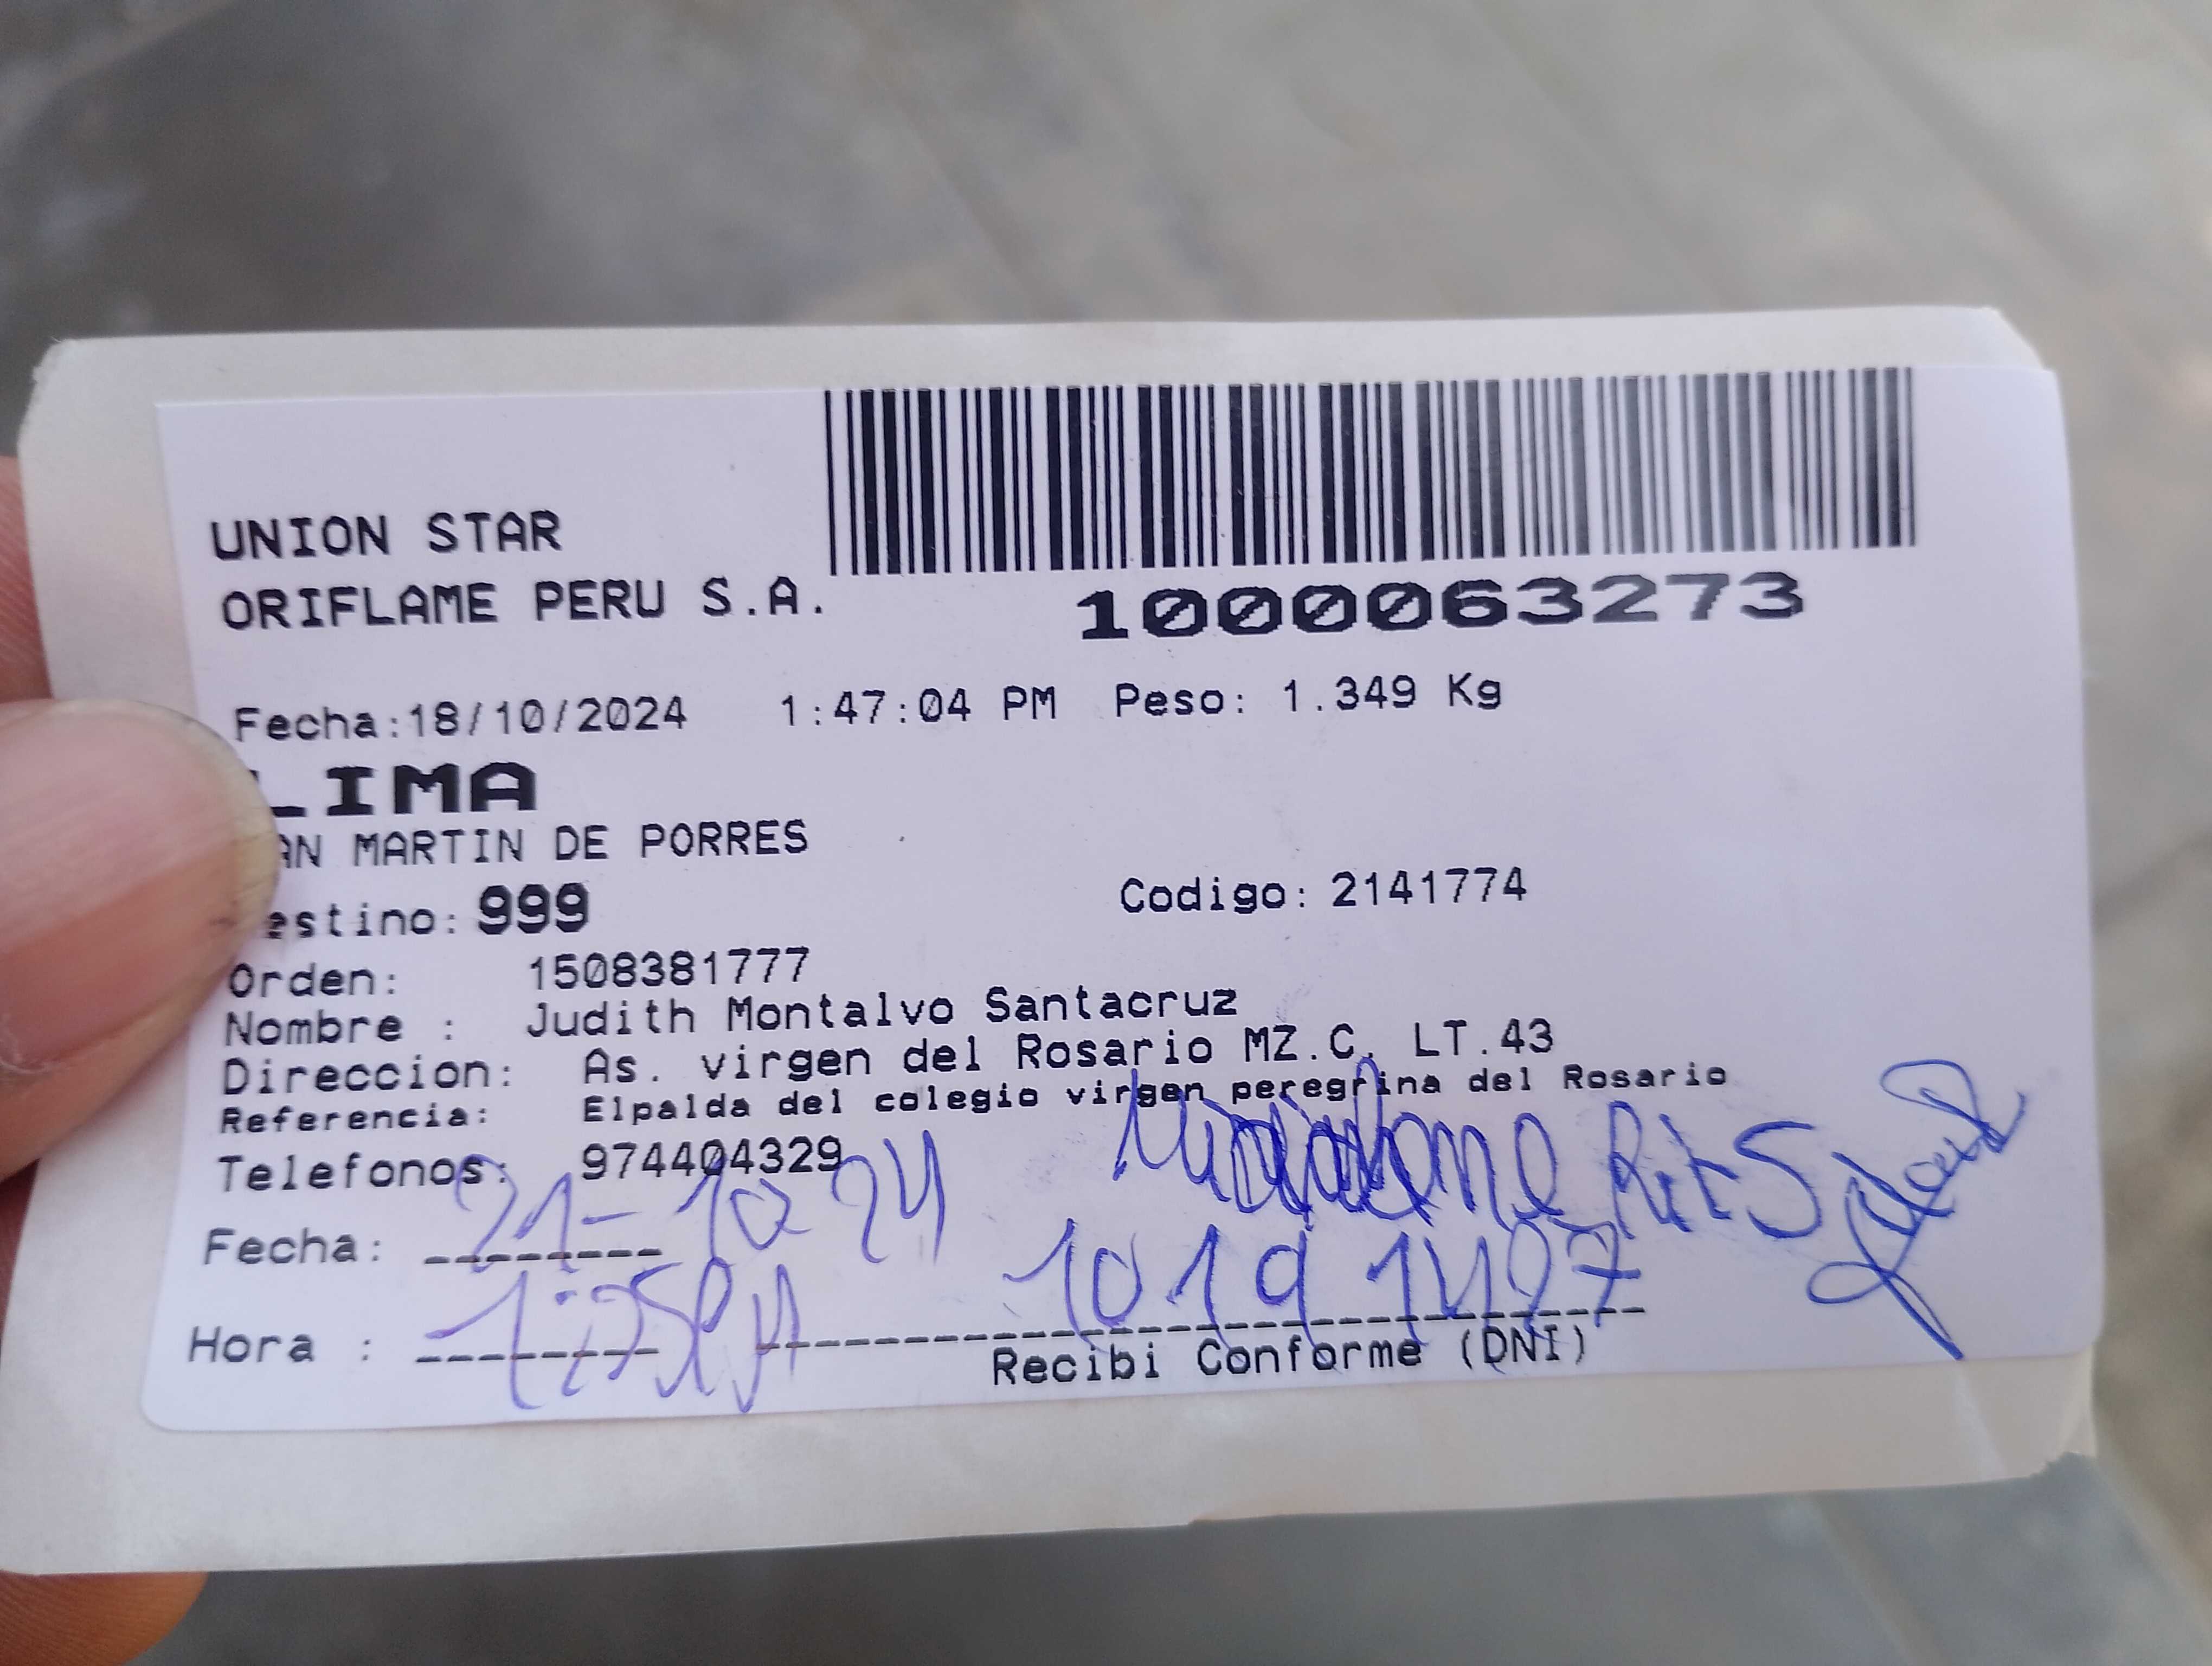 UNION STAR
ORIFLAME PERU S.A.
1000063273
Fecha:18/10/2024 1:47:04 PM Peso: 1.349 Kg
LIMA
AN MARTIN DE PORRES
estino: 999 Codigo: 2141774
Orden: 1508381777
Nombre : Judith Montalvo Santacruz
Direccion: As. virgen del Rosario MZ.C. LT.43
Referencia: Elpalda del colegio virgen peregrina del Rosario
Telefonos: 974404329
Fecha: 21-10 24
Hora :
Recibi Conforme (DNI)